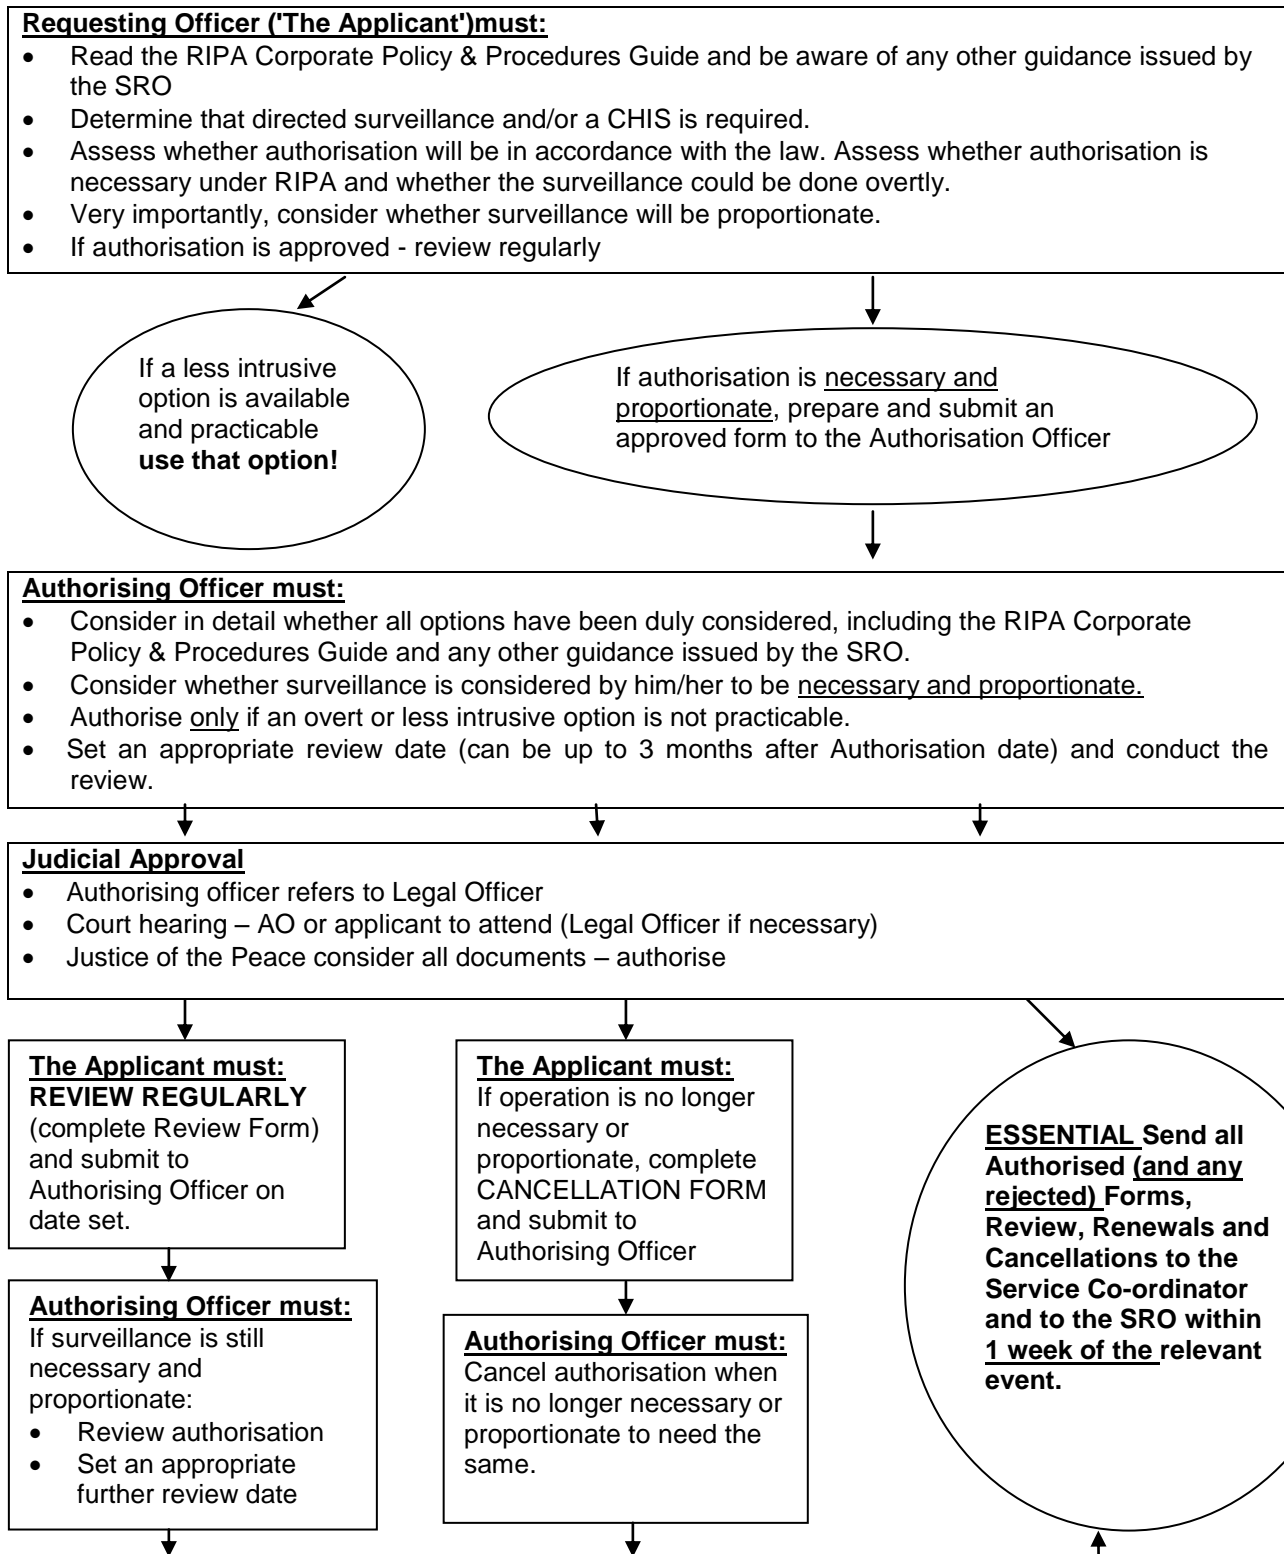 Requesting Officer ('The Applicant')must:
• Read the RIPA Corporate Policy & Procedures Guide and be aware of any other guidance issued by
the SRO
• Determine that directed surveillance and/or a CHIS is required.
• Assess whether authorisation will be in accordance with the law. Assess whether authorisation is
necessary under RIPA and whether the surveillance could be done overtly.
• Very importantly, consider whether surveillance will be proportionate.
• If authorisation is approved - review regularly
If a less intrusive
option is available
and practicable
use that option!
If authorisation is necessary and
proportionate, prepare and submit an
approved form to the Authorisation Officer
Authorising Officer must:
• Consider in detail whether all options have been duly considered, including the RIPA Corporate
Policy & Procedures Guide and any other guidance issued by the SRO.
• Consider whether surveillance is considered by him/her to be necessary and proportionate.
• Authorise only if an overt or less intrusive option is not practicable.
• Set an appropriate review date (can be up to 3 months after Authorisation date) and conduct the
review.
Judicial Approval
• Authorising officer refers to Legal Officer
• Court hearing – AO or applicant to attend (Legal Officer if necessary)
• Justice of the Peace consider all documents – authorise
The Applicant must:
REVIEW REGULARLY
(complete Review Form)
and submit to
Authorising Officer on
date set.
The Applicant must:
If operation is no longer
necessary or
proportionate, complete
CANCELLATION FORM
and submit to
Authorising Officer
ESSENTIAL Send all
Authorised (and any
rejected) Forms,
Review, Renewals and
Cancellations to the
Service Co-ordinator
and to the SRO within
1 week of the relevant
event.
Authorising Officer must:
If surveillance is still
necessary and
proportionate:
• Review authorisation
• Set an appropriate
further review date
Authorising Officer must:
Cancel authorisation when
it is no longer necessary or
proportionate to need the
same.